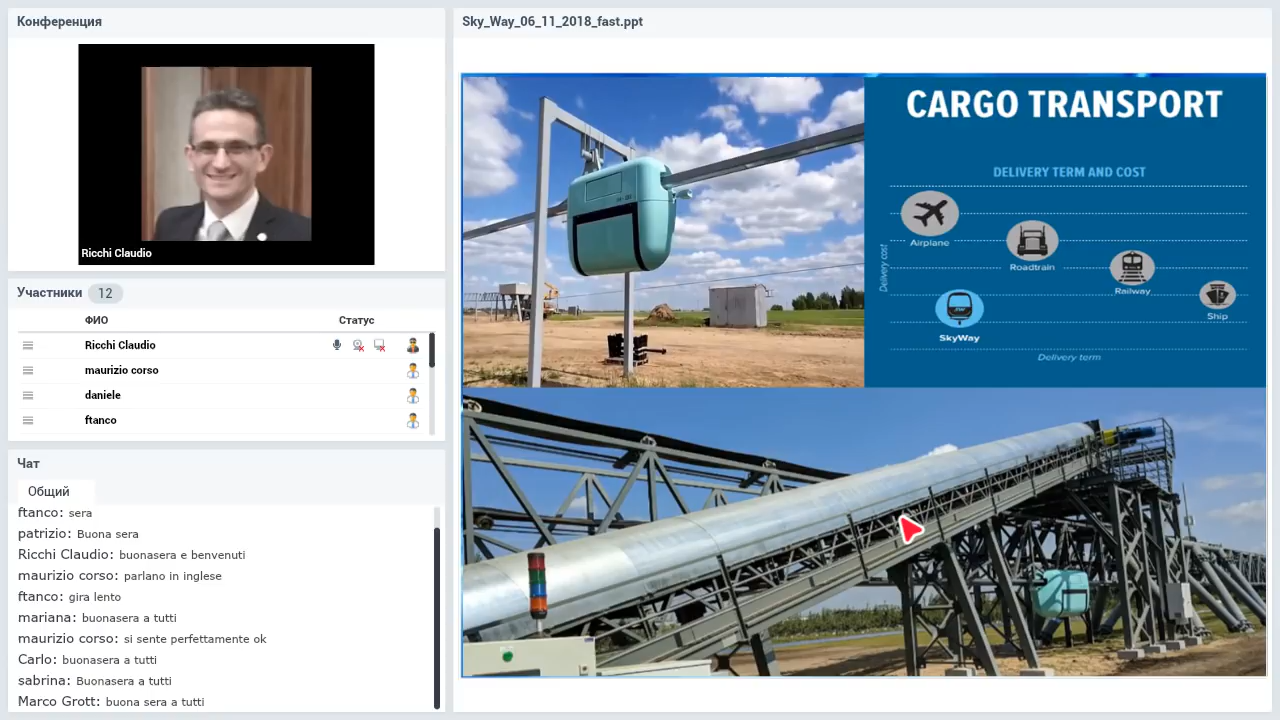 Конференция
Ricchi Claudio
Участники 12
ФИО Статус
Ricchi Claudio
maurizio corso
daniele
ftanco
Чат
Общий
ftanco: sera
patrizio: Buona sera
Ricchi Claudio: buonasera e benvenuti
maurizio corso: parlano in inglese
ftanco: gira lento
mariana: buonasera a tutti
maurizio corso: si sente perfettamente ok
Carlo: buonasera a tutti
sabrina: Buonasera a tutti
Marco Grott: buona sera a tutti
Sky_Way_06_11_2018_fast.ppt
CARGO TRANSPORT
DELIVERY TERM AND COST
Delivery cost
Airplane
Roadtrain
Railway
Ship
SkyWay
Delivery term